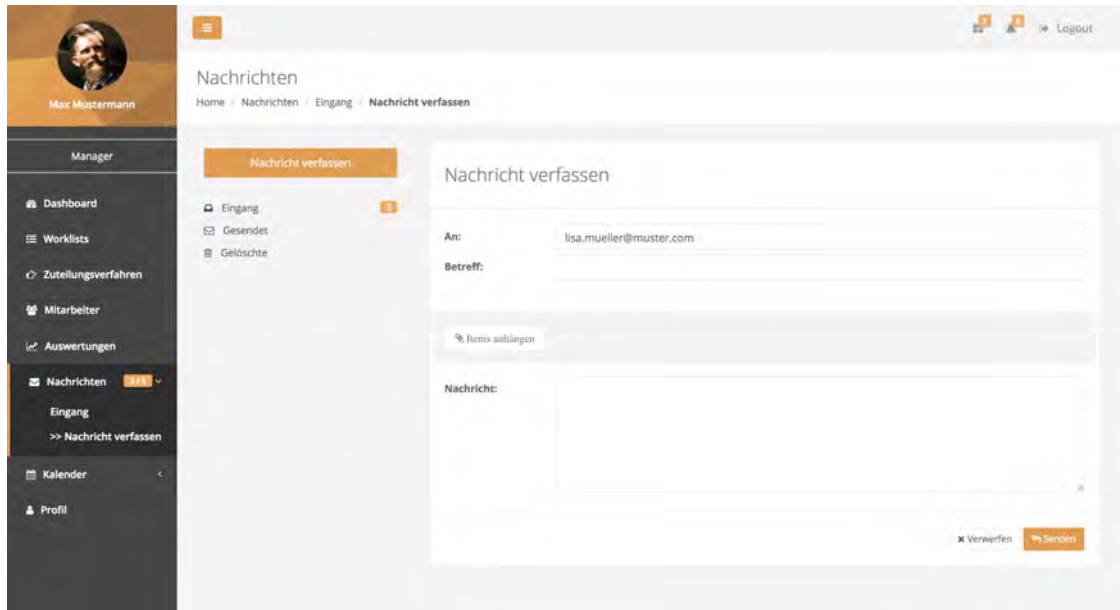 Logout
Max Mustermann
Manager
Dashboard
Worklists
Zuteilungsverfahren
Mitarbeiter
Auswertungen
Nachrichten
Eingang
>> Nachricht verfassen
Kalender
Profil
Nachrichten
Home / Nachrichten / Eingang / Nachricht verfassen
Nachricht verfassen
Eingang 3
Gesendet
Gelöschte
Nachricht verfassen
An: lisa.mueller@muster.com
Betreff:
Items anhängen
Nachricht:
Verwerfen Senden